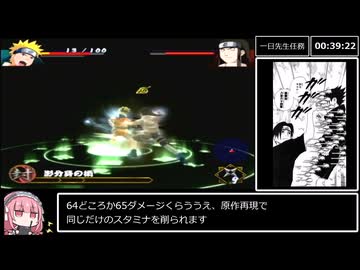 13 / 100
一日先生任務
00:39:22
影分身の術
64どころか65ダメージくらううえ、原作再現で
同じだけのスタミナを削られます